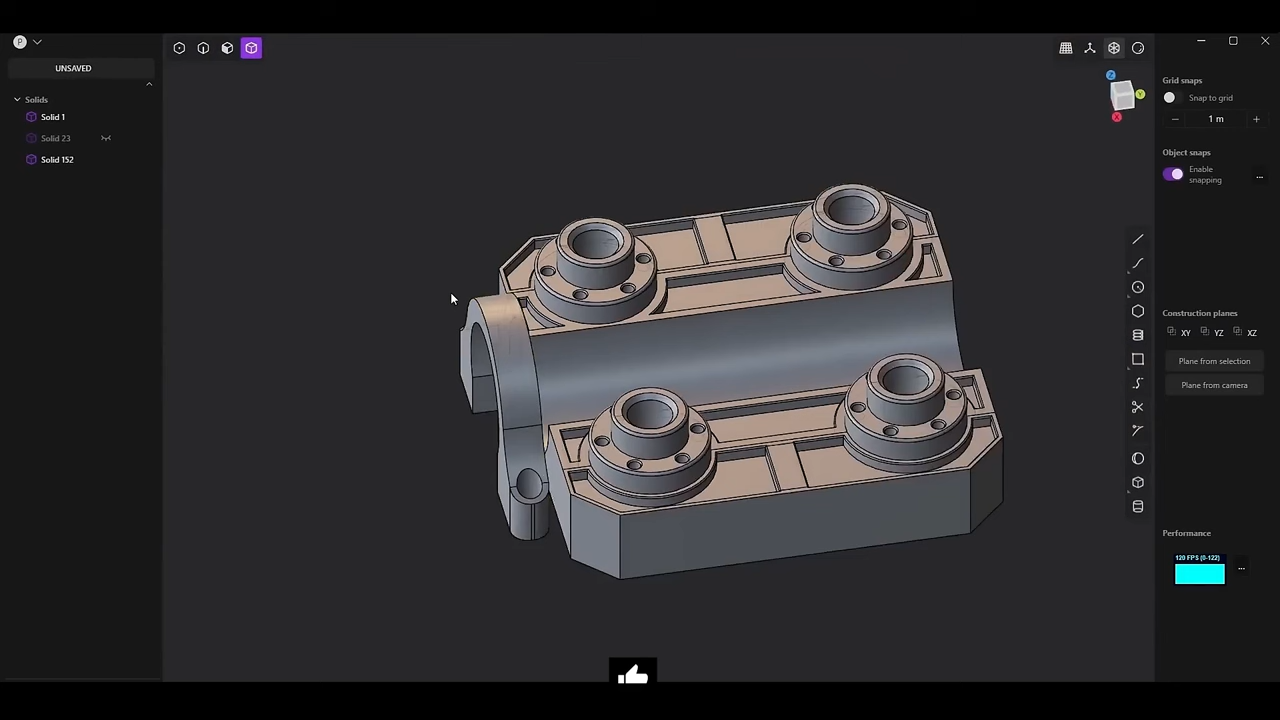 P
UNSAVED
Solids
Solid 1
Solid 23
Solid 152
Z
Y
X
Grid snaps
Snap to grid
1 m
Object snaps
Enable
snapping
Construction planes
XY YZ XZ
Plane from selection
Plane from camera
Performance
120 FPS (0-122)